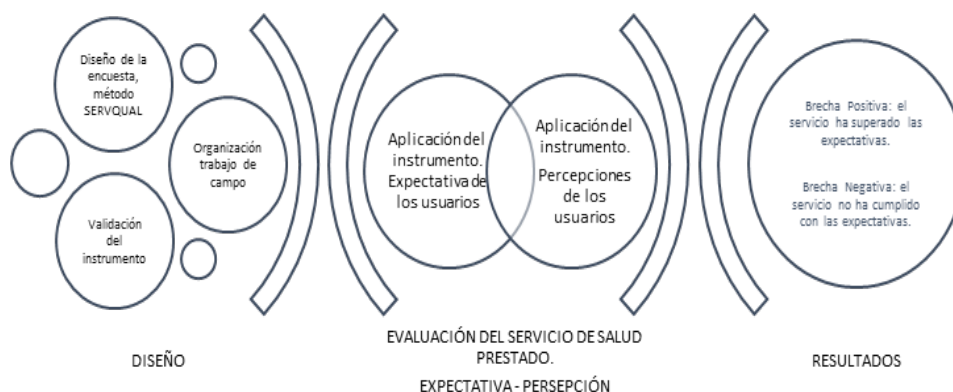 Diseño de la
encuesta,
método
SERVQUAL
Organización
trabajo de
campo
Validación
del
instrumento
DISEÑO
Aplicación del
instrumento.
Expectativa de
los usuarios
Aplicación del
instrumento.
Percepciones
de los
usuarios
EVALUACIÓN DEL SERVICIO DE SALUD
PRESTADO.
EXPECTATIVA - PERSEPCIÓN
Brecha Positiva: el
servicio ha superado las
expectativas.
Brecha Negativa: el
servicio no ha cumplido
con las expectativas.
RESULTADOS